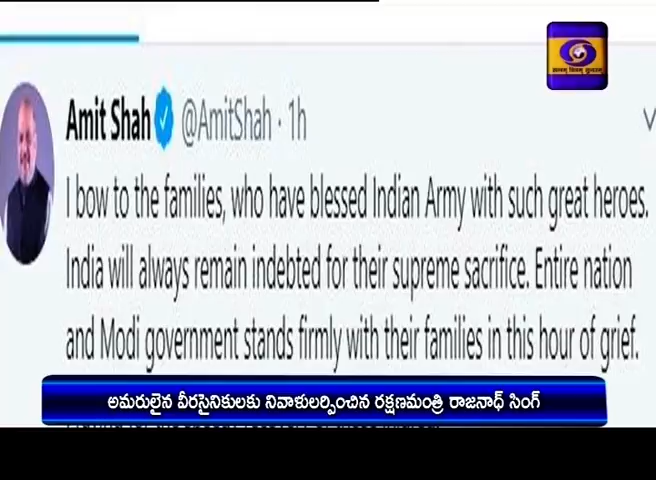 Amit Shah @AmitShah · 1h
I bow to the families, who have blessed Indian Army with such great heroes.
India will always remain indebted for their supreme sacrifice. Entire nation
and Modi government stands firmly with their families in this hour of grief.
అమరులైన వీరసైనికులకు నివాళులర్పించిన రక్షణమంత్రి రాజనాథ్ సింగ్